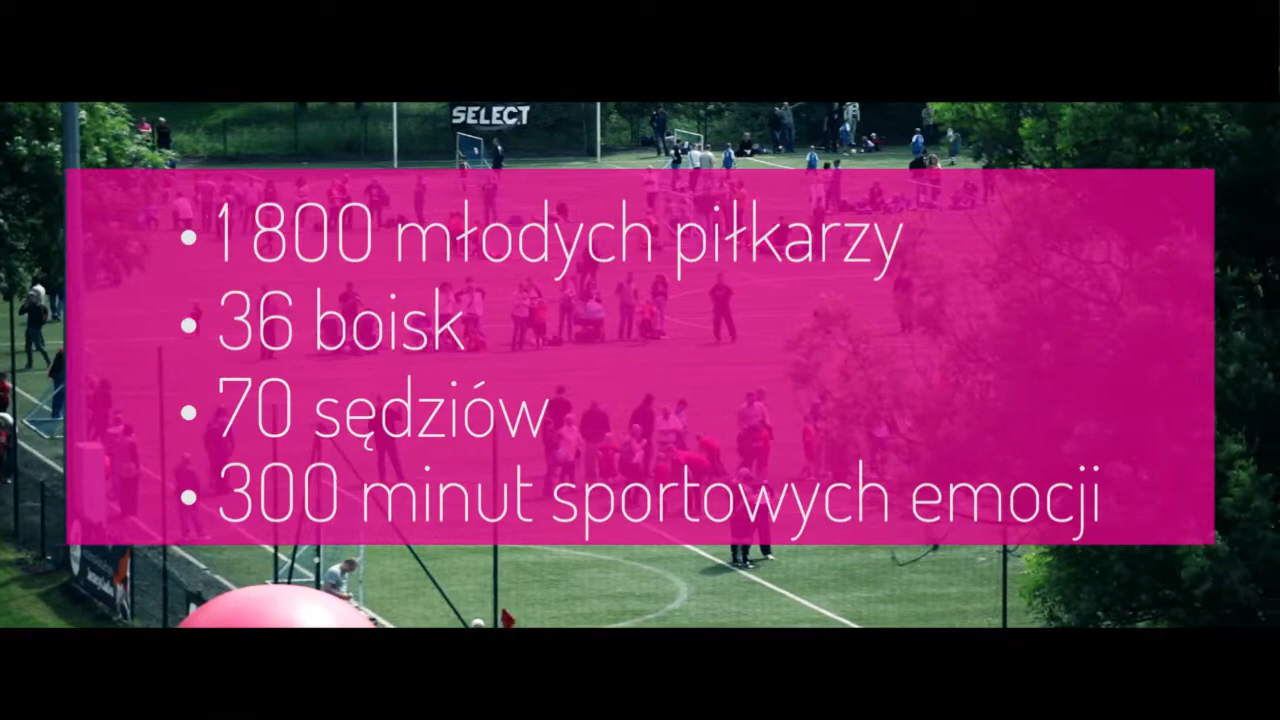 SELECT
• 1 800 młodych piłkarzy
• 36 boisk
• 70 sędziów
• 300 minut sportowych emocji